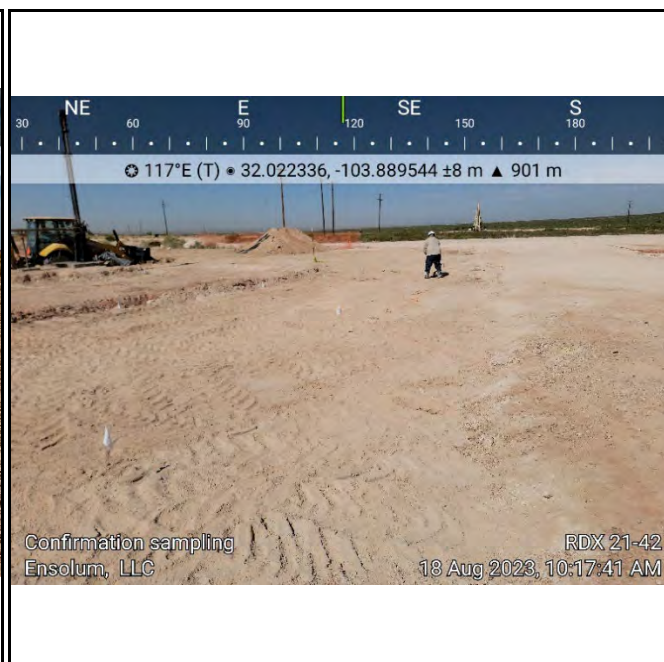 NE E SE S
30 60 90 120 150 180
117°E (T) ● 32.022336, -103.889544 ±8 m ▲ 901 m
Confirmation sampling
RDX 21-42
Ensolum, LLC
18 Aug 2023, 10:17:41 AM